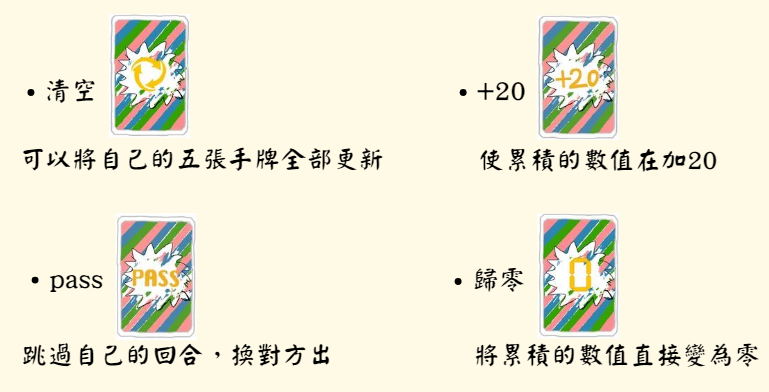 • 清空
可以將自己的五張手牌全部更新
• +20
+20
使累積的數值在加20
• pass
PASS
跳過自己的回合，換對方出
• 歸零
0
將累積的數值直接變為零